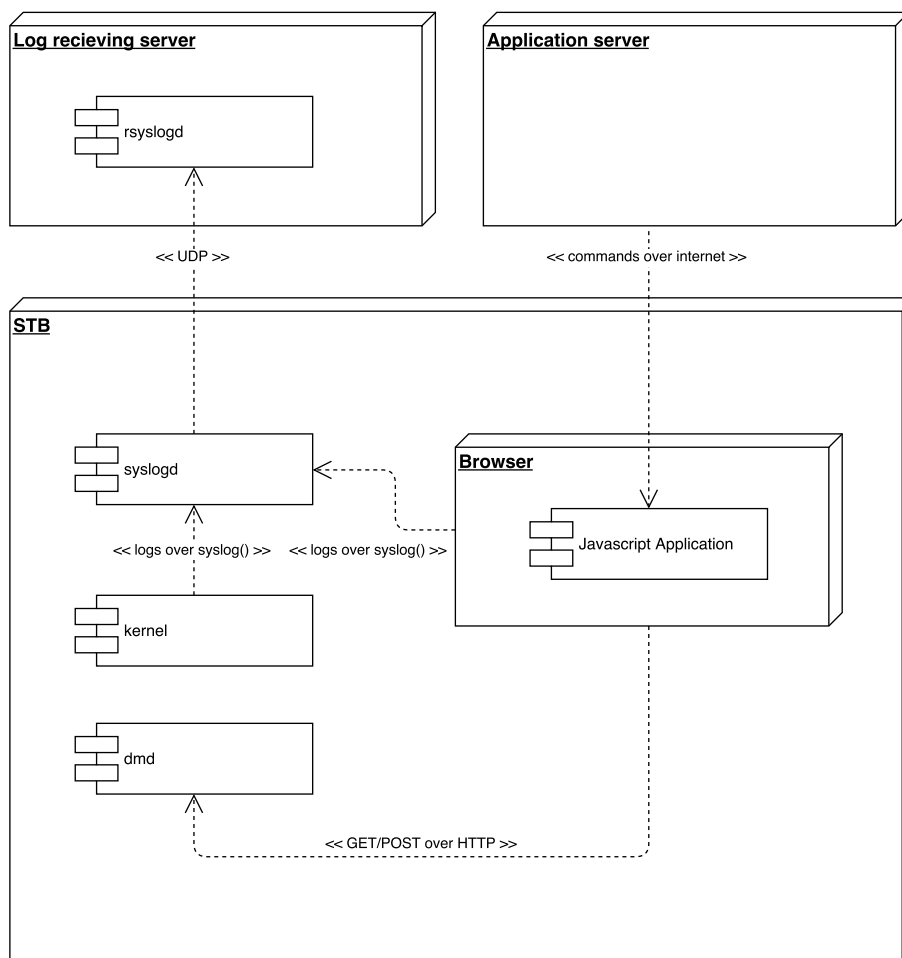 Log recieving server
Application server
rsyslogd
<< UDP >>
<< commands over internet >>
STB
syslogd
Browser
Javascript Application
<< logs over syslog() >>
<< logs over syslog() >>
kernel
dmd
<< GET/POST over HTTP >>